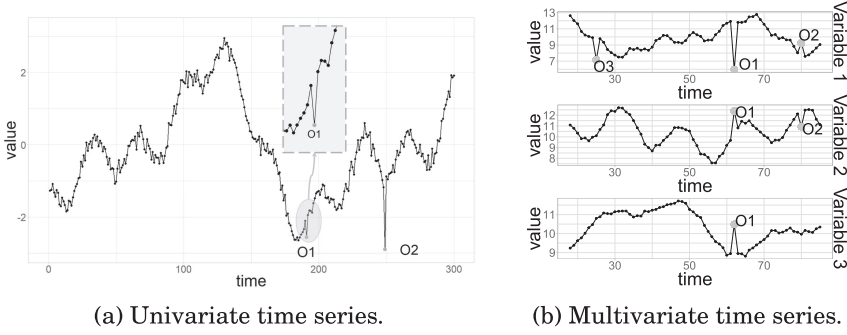 value
2
0
-2
O1
O1
O2
0
100
200
300
time
(a) Univariate time series.
value
13
11
9
7
O3
O1
O2
30
50
70
time
Variable 1
value
12
11
10
9
8
O1
O2
30
50
70
time
Variable 2
value
11
10
9
O1
30
50
70
time
Variable 3
(b) Multivariate time series.